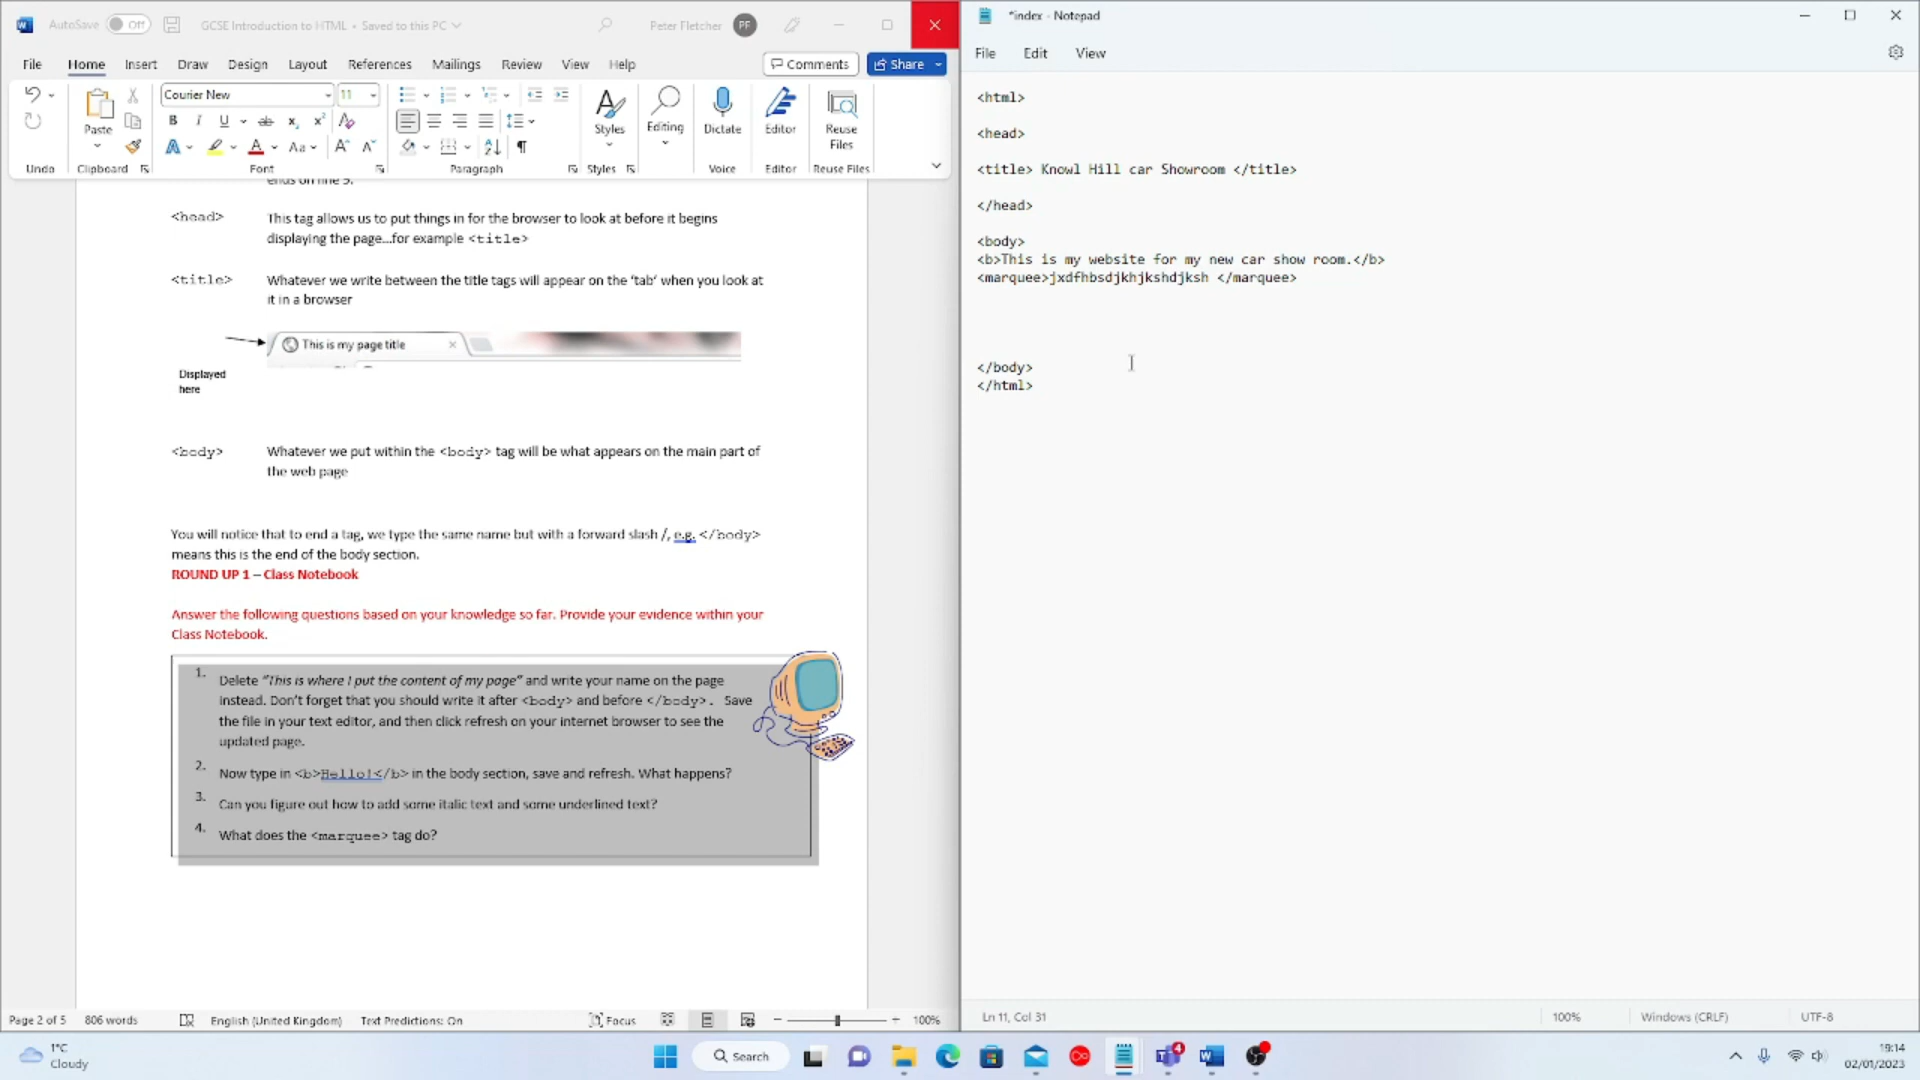 AutoSave Off GCSE Introduction to HTML • Saved to this PC Peter Fletcher PF
File Home Insert Draw Design Layout References Mailings Review View Help Comments Share
Courier New 11
Paste Styles Editing Dictate Editor Reuse Files
Undo Clipboard Font Paragraph Styles Voice Editor Reuse Files
ends on line 9.
<head> This tag allows us to put things in for the browser to look at before it begins
displaying the page…for example <title>
<title> Whatever we write between the title tags will appear on the ‘tab’ when you look at
it in a browser
This is my page title
Displayed
here
<body> Whatever we put within the <body> tag will be what appears on the main part of
the web page
You will notice that to end a tag, we type the same name but with a forward slash /, e.g. </body>
means this is the end of the body section.
ROUND UP 1 – Class Notebook
Answer the following questions based on your knowledge so far. Provide your evidence within your
Class Notebook.
1. Delete “This is where I put the content of my page” and write your name on the page
instead. Don’t forget that you should write it after <body> and before </body>. Save
the file in your text editor, and then click refresh on your internet browser to see the
updated page.
2. Now type in <b>Hello!</b> in the body section, save and refresh. What happens?
3. Can you figure out how to add some italic text and some underlined text?
4. What does the <marquee> tag do?
Page 2 of 5 806 words English (United Kingdom) Text Predictions: On Focus 100%
*index - Notepad
File Edit View
<html>
<head>
<title> Knowl Hill car Showroom </title>
</head>
<body>
<b>This is my website for my new car show room.</b>
<marquee>jxdfhbsdjkhjkshdjksh </marquee>
</body>
</html>
Ln 11, Col 31 100% Windows (CRLF) UTF-8
1°C
Cloudy
Search
4
19:14
02/01/2023